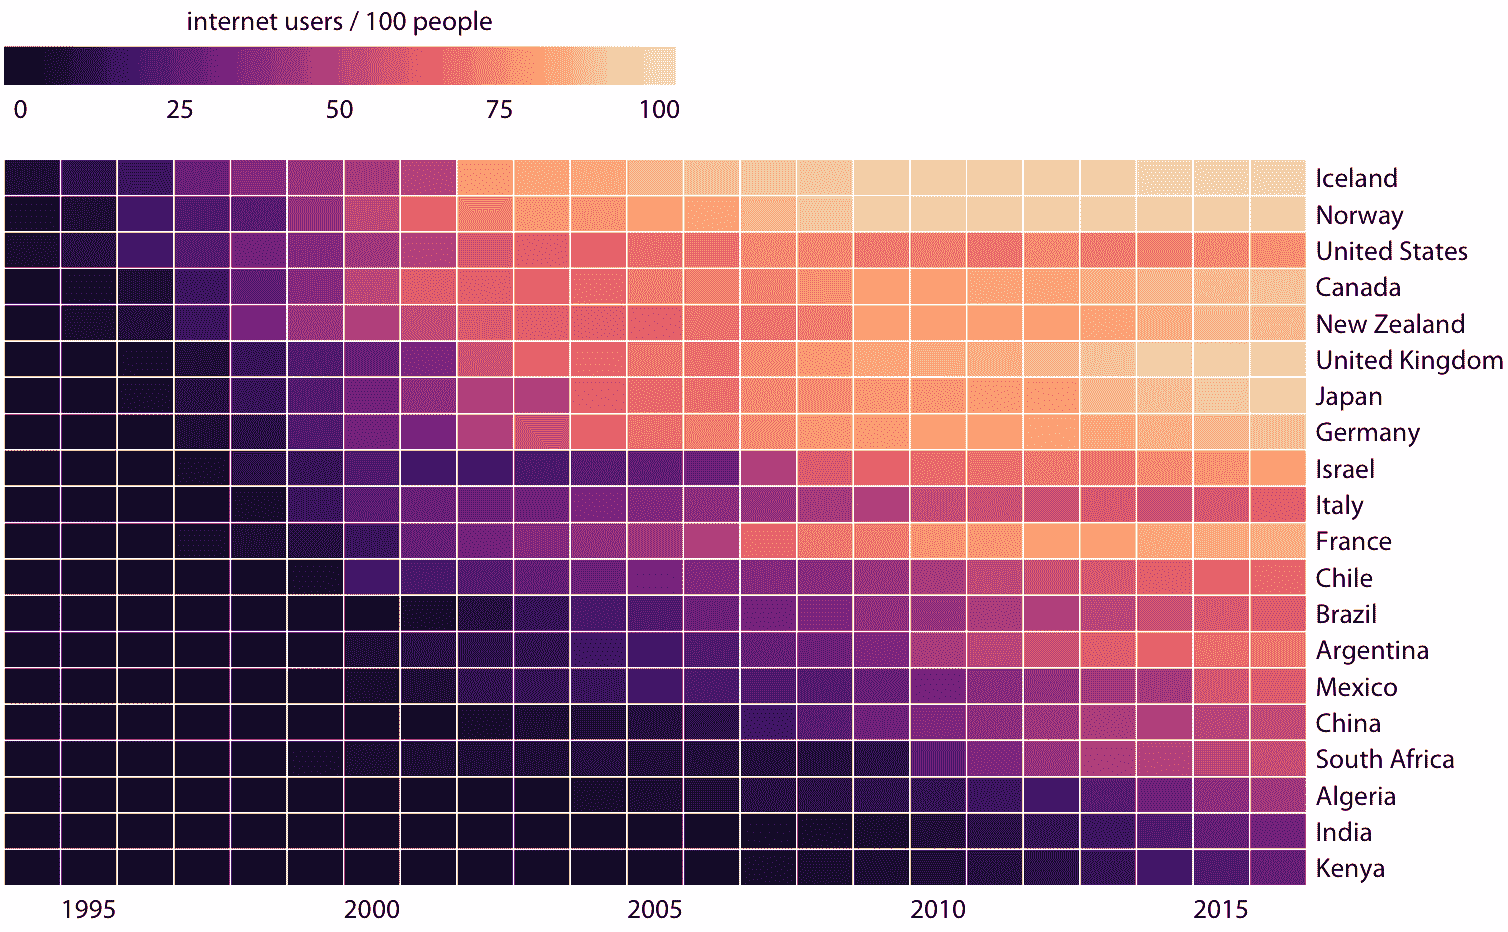 internet users / 100 people
0 25 50 75 100
Iceland
Norway
United States
Canada
New Zealand
United Kingdom
Japan
Germany
Israel
Italy
France
Chile
Brazil
Argentina
Mexico
China
South Africa
Algeria
India
Kenya
1995 2000 2005 2010 2015